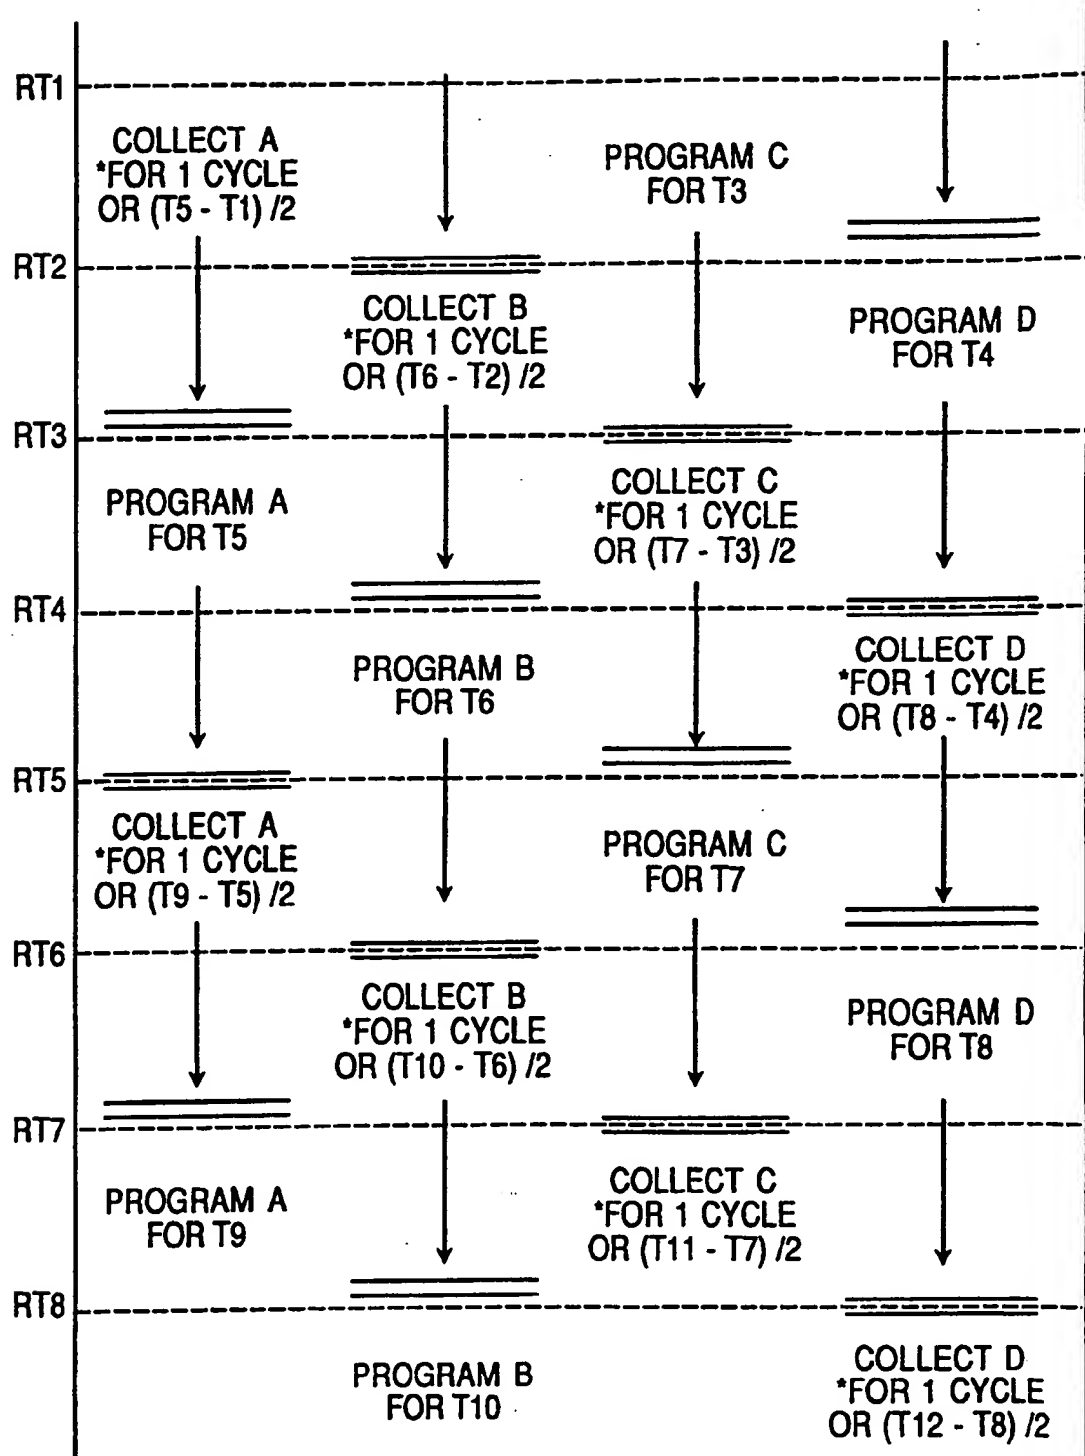 RT1
COLLECT A
*FOR 1 CYCLE
OR (T5 - T1) /2
PROGRAM C
FOR T3
RT2
COLLECT B
*FOR 1 CYCLE
OR (T6 - T2) /2
PROGRAM D
FOR T4
RT3
PROGRAM A
FOR T5
COLLECT C
*FOR 1 CYCLE
OR (T7 - T3) /2
RT4
PROGRAM B
FOR T6
COLLECT D
*FOR 1 CYCLE
OR (T8 - T4) /2
RT5
COLLECT A
*FOR 1 CYCLE
OR (T9 - T5) /2
PROGRAM C
FOR T7
RT6
COLLECT B
*FOR 1 CYCLE
OR (T10 - T6) /2
PROGRAM D
FOR T8
RT7
PROGRAM A
FOR T9
COLLECT C
*FOR 1 CYCLE
OR (T11 - T7) /2
RT8
PROGRAM B
FOR T10
COLLECT D
*FOR 1 CYCLE
OR (T12 - T8) /2